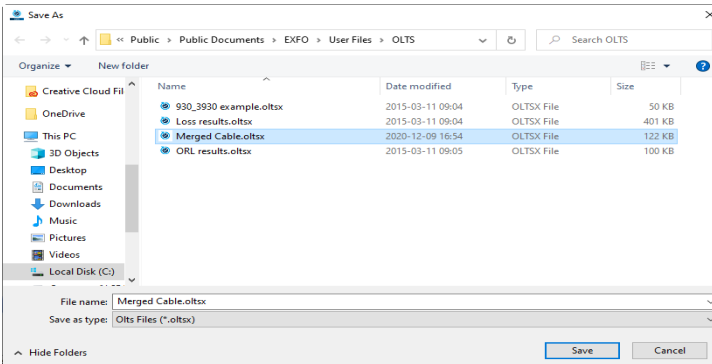 Save As
« Public > Public Documents > EXFO > User Files > OLTS
Search OLTS
Organize New folder
Name Date modified Type Size
Creative Cloud Fil
OneDrive
This PC
3D Objects
Desktop
Documents
Downloads
Music
Pictures
Videos
Local Disk (C:)
930_3930 example.oltsx 2015-03-11 09:04 OLTSX File 50 KB
Loss results.oltsx 2015-03-11 09:04 OLTSX File 401 KB
Merged Cable.oltsx 2020-12-09 16:54 OLTSX File 122 KB
ORL results.oltsx 2015-03-11 09:05 OLTSX File 100 KB
File name: Merged Cable.oltsx
Save as type: Olts Files (*.oltsx)
Hide Folders Save Cancel